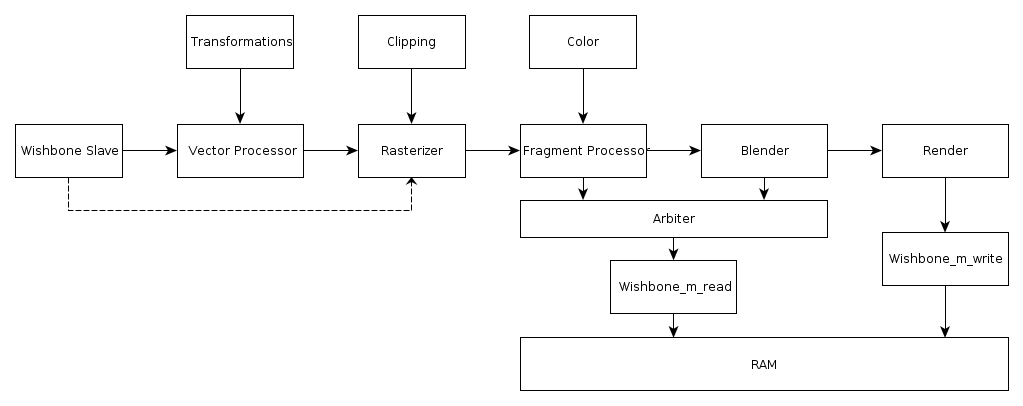 Transformations
Clipping
Color
Wishbone Slave
Vector Processor
Rasterizer
Fragment Processor
Blender
Render
Arbiter
Wishbone_m_write
Wishbone_m_read
RAM